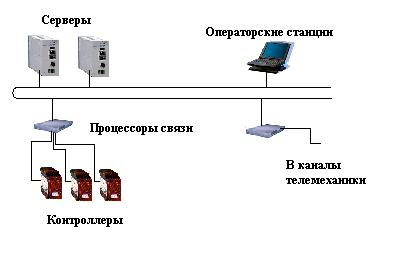 Серверы
Операторские станции
Процессоры связи
В каналы
телемеханики
Контроллеры